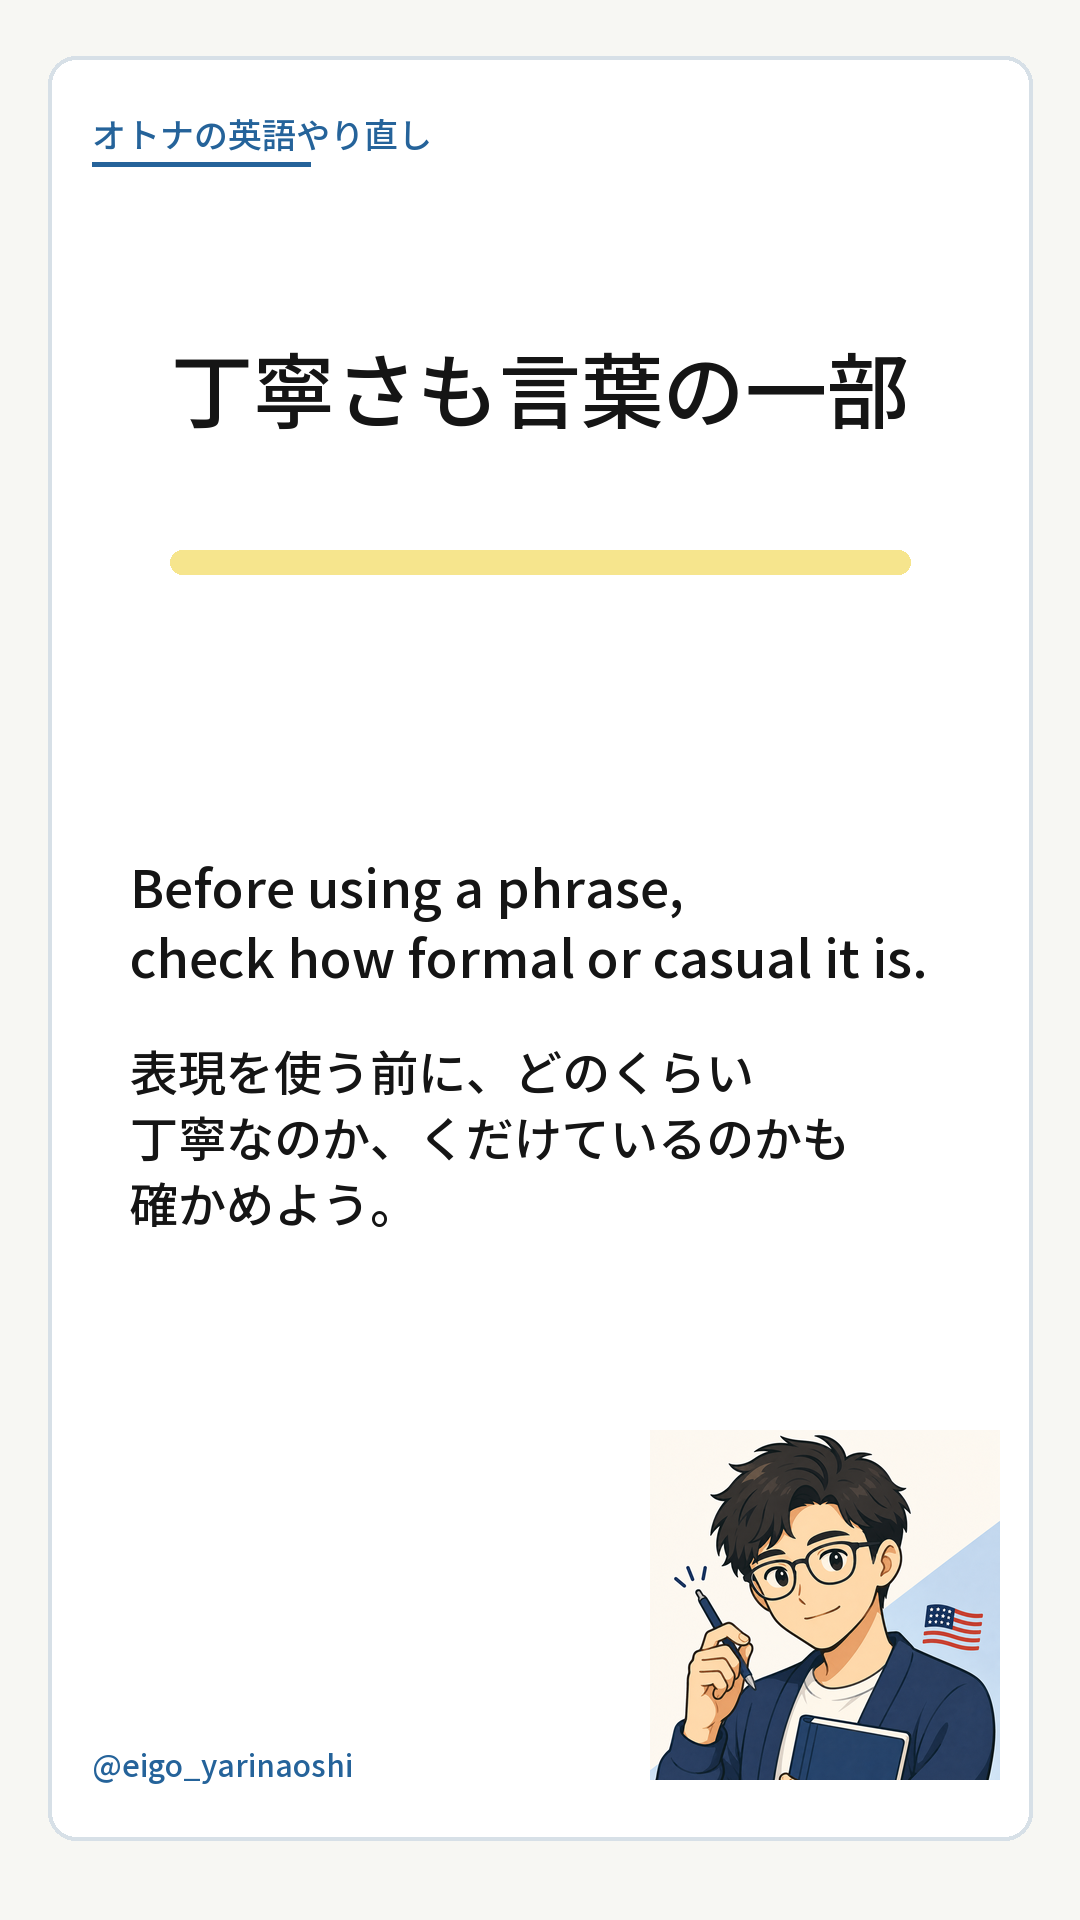 オトナの英語やり直し
丁寧さも言葉の一部
Before using a phrase,
check how formal or casual it is.
表現を使う前に、どのくらい
丁寧なのか、くだけているのかも
確かめよう。
@eigo_yarinaoshi